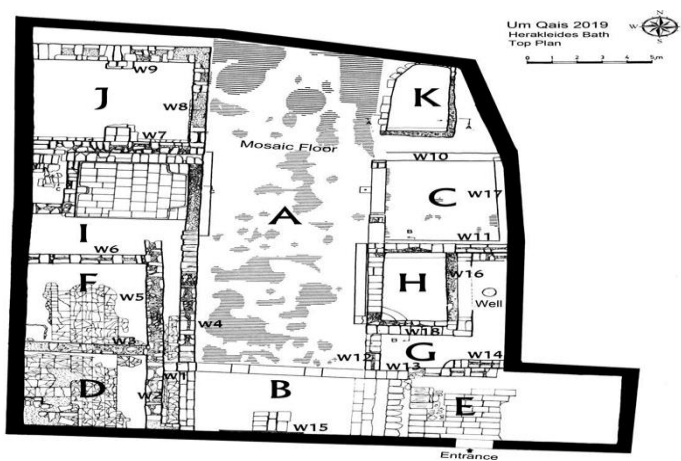 Um Qais 2019
Herakleides Bath
Top Plan
N
W E
S
0 1 2 3 4 5m
W9
J
W8
W7
K
Mosaic Floor
W10
C
W17
A
I
W6
W11
F
W5
H
W16
Well
W4
W3
W18
G
W12
W13
W14
D
W1
W2
B
W15
E
Entrance
A A
B
B